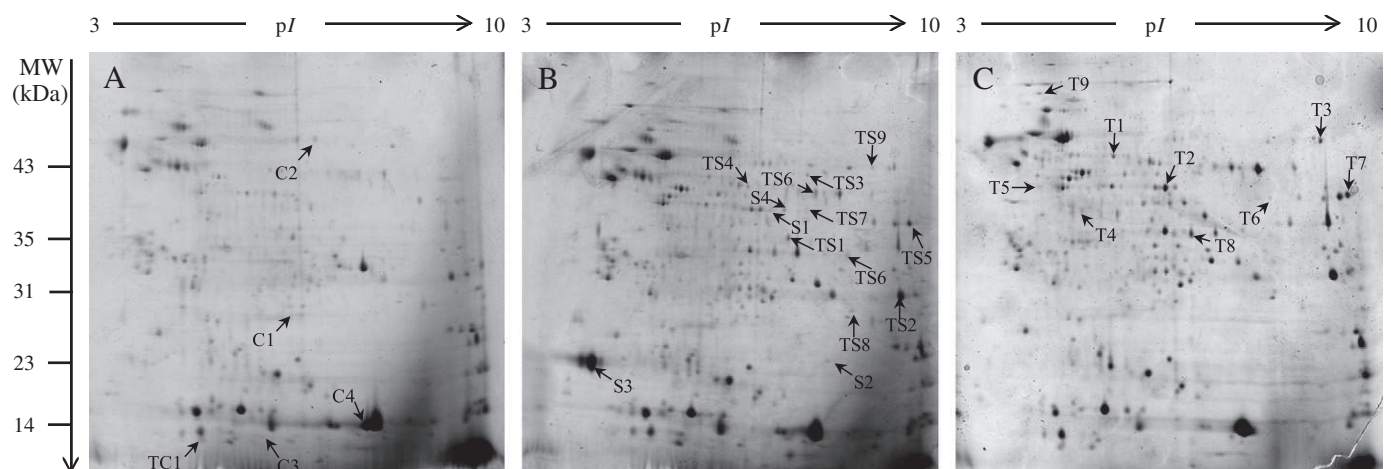 3 pI 10 3 pI 10 3 pI 10
MW
(kDa)
A
B
C
T9
T3
C2
TS9
T1
43
TS4
TS6
TS3
T2
T7
T5
S4
TS7
T6
S1
T4
35
TS1
T8
TS5
TS6
31
C1
TS2
TS8
23
S3
S2
C4
14
TC1
C3